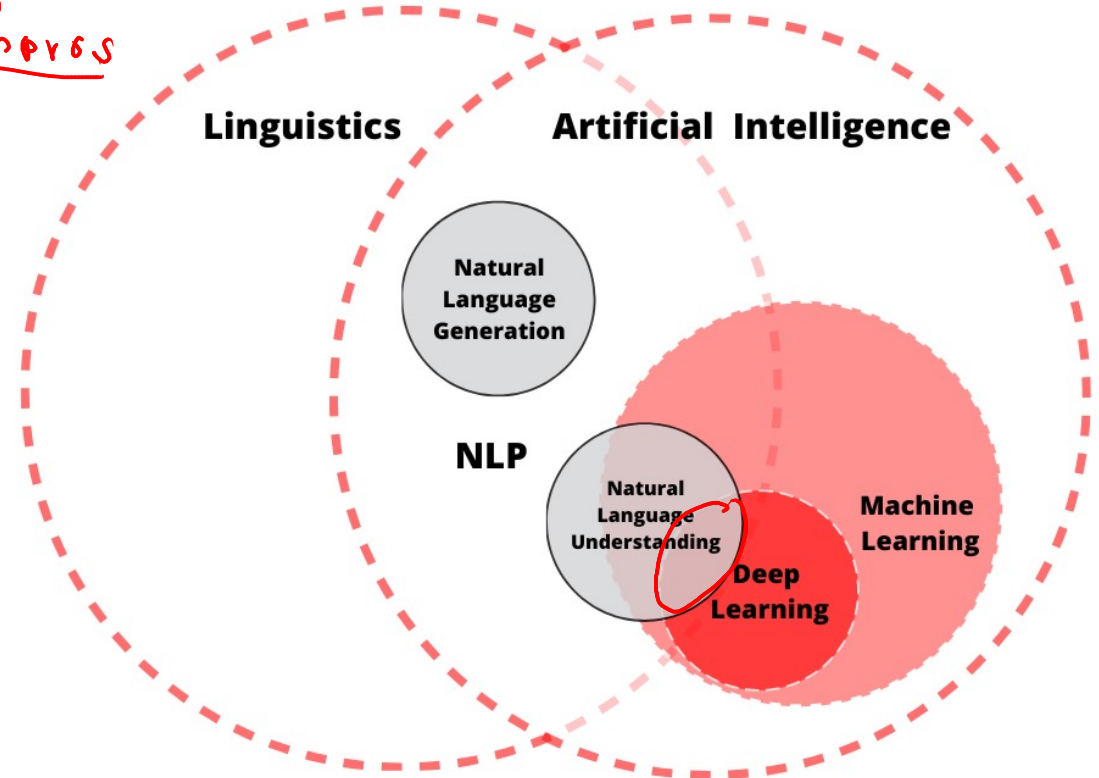 Linguistics
Artificial Intelligence
Natural
Language
Generation
NLP
Natural
Language
Understanding
Machine
Learning
Deep
Learning